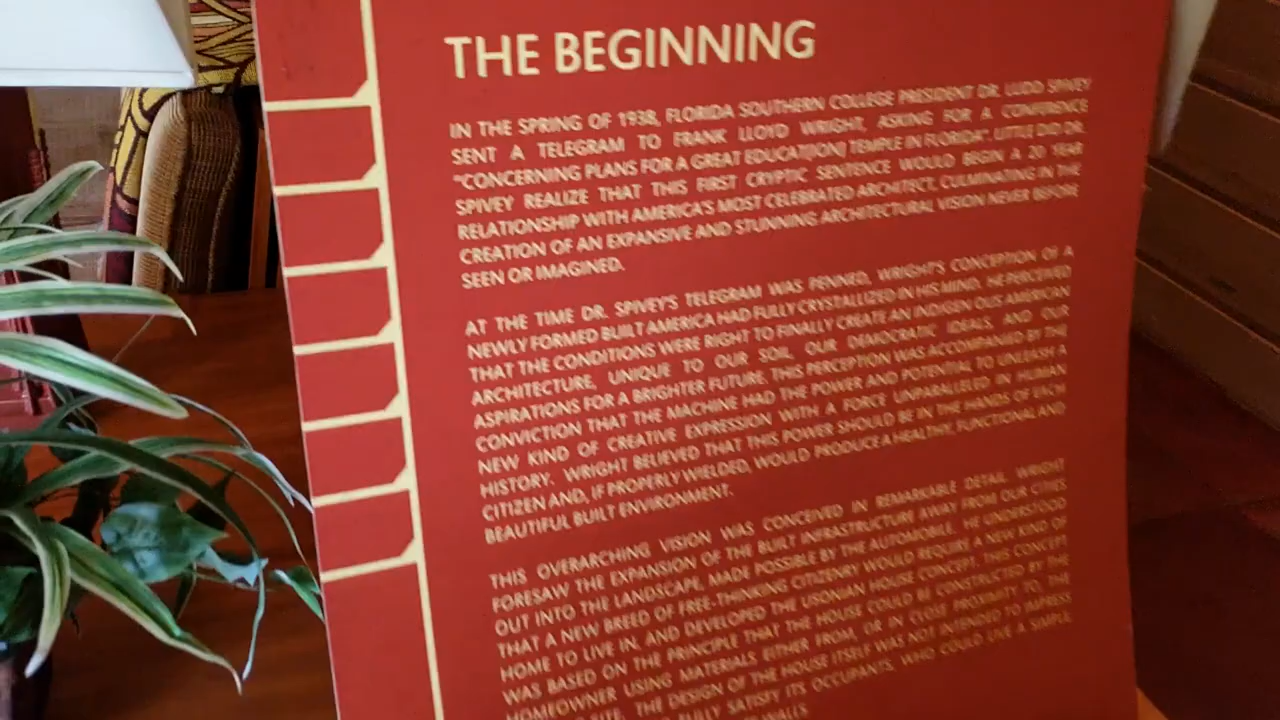 THE BEGINNING
IN THE SPRING OF 1938, FLORIDA SOUTHERN COLLEGE PRESIDENT DR. LUDD SPIVEY
SENT A TELEGRAM TO FRANK LLOYD WRIGHT, ASKING FOR A CONFERENCE
"CONCERNING PLANS FOR A GREAT EDUCAT[ION] TEMPLE IN FLORIDA". LITTLE DID DR.
SPIVEY REALIZE THAT THIS FIRST CRYPTIC SENTENCE WOULD BEGIN A 20 YEAR
RELATIONSHIP WITH AMERICA'S MOST CELEBRATED ARCHITECT, CULMINATING IN THE
CREATION OF AN EXPANSIVE AND STUNNING ARCHITECTURAL VISION NEVER BEFORE
SEEN OR IMAGINED.
AT THE TIME DR. SPIVEY'S TELEGRAM WAS PENNED, WRIGHT'S CONCEPTION OF A
NEWLY FORMED BUILT AMERICA HAD FULLY CRYSTALLIZED IN HIS MIND. HE PERCEIVED
THAT THE CONDITIONS WERE RIGHT TO FINALLY CREATE AN INDIGENOUS AMERICAN
ARCHITECTURE, UNIQUE TO OUR SOIL, OUR DEMOCRATIC IDEALS, AND OUR
ASPIRATIONS FOR A BRIGHTER FUTURE. THIS PERCEPTION WAS ACCOMPANIED BY THE
CONVICTION THAT THE MACHINE HAD THE POWER AND POTENTIAL TO UNLEASH A
NEW KIND OF CREATIVE EXPRESSION WITH A FORCE UNPARALLELED IN HUMAN
HISTORY. WRIGHT BELIEVED THAT THIS POWER SHOULD BE IN THE HANDS OF EACH
CITIZEN AND, IF PROPERLY WIELDED, WOULD PRODUCE A HEALTHY, FUNCTIONAL AND
BEAUTIFUL BUILT ENVIRONMENT.
THIS OVERARCHING VISION WAS CONCEIVED IN REMARKABLE DETAIL. WRIGHT
FORESAW THE EXPANSION OF THE BUILT INFRASTRUCTURE AWAY FROM OUR CITIES
OUT INTO THE LANDSCAPE, MADE POSSIBLE BY THE AUTOMOBILE. HE UNDERSTOOD
THAT A NEW BREED OF FREE-THINKING CITIZENRY WOULD REQUIRE A NEW KIND OF
HOME TO LIVE IN, AND DEVELOPED THE USONIAN HOUSE CONCEPT. THIS CONCEPT
WAS BASED ON THE PRINCIPLE THAT THE HOUSE COULD BE CONSTRUCTED BY THE
HOMEOWNER USING MATERIALS EITHER FROM, OR IN CLOSE PROXIMITY TO, THE
SITE. THE DESIGN OF THE HOUSE ITSELF WAS NOT INTENDED TO IMPRESS
FULLY SATISFY ITS OCCUPANTS, WHO COULD LIVE A SIMPLE
WALLS